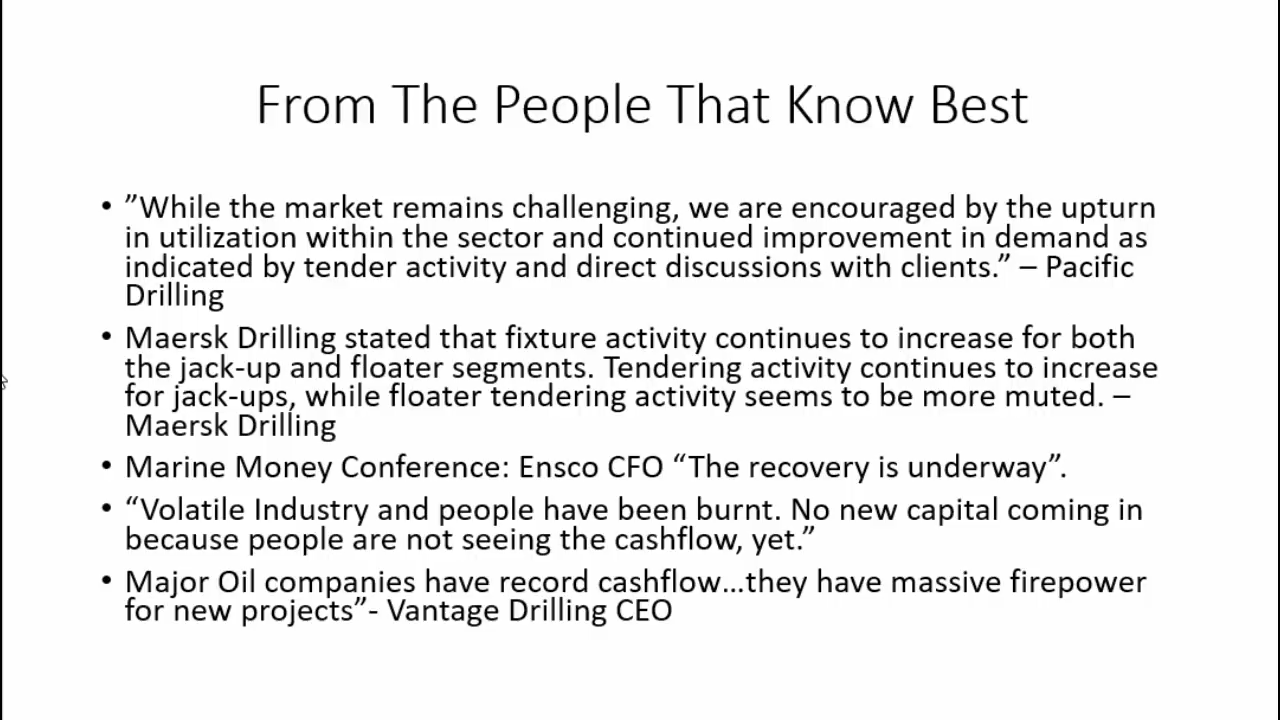 From The People That Know Best
• ”While the market remains challenging, we are encouraged by the upturn
in utilization within the sector and continued improvement in demand as
indicated by tender activity and direct discussions with clients.” – Pacific
Drilling
• Maersk Drilling stated that fixture activity continues to increase for both
the jack-up and floater segments. Tendering activity continues to increase
for jack-ups, while floater tendering activity seems to be more muted. –
Maersk Drilling
• Marine Money Conference: Ensco CFO “The recovery is underway”.
• “Volatile Industry and people have been burnt. No new capital coming in
because people are not seeing the cashflow, yet.”
• Major Oil companies have record cashflow…they have massive firepower
for new projects”- Vantage Drilling CEO